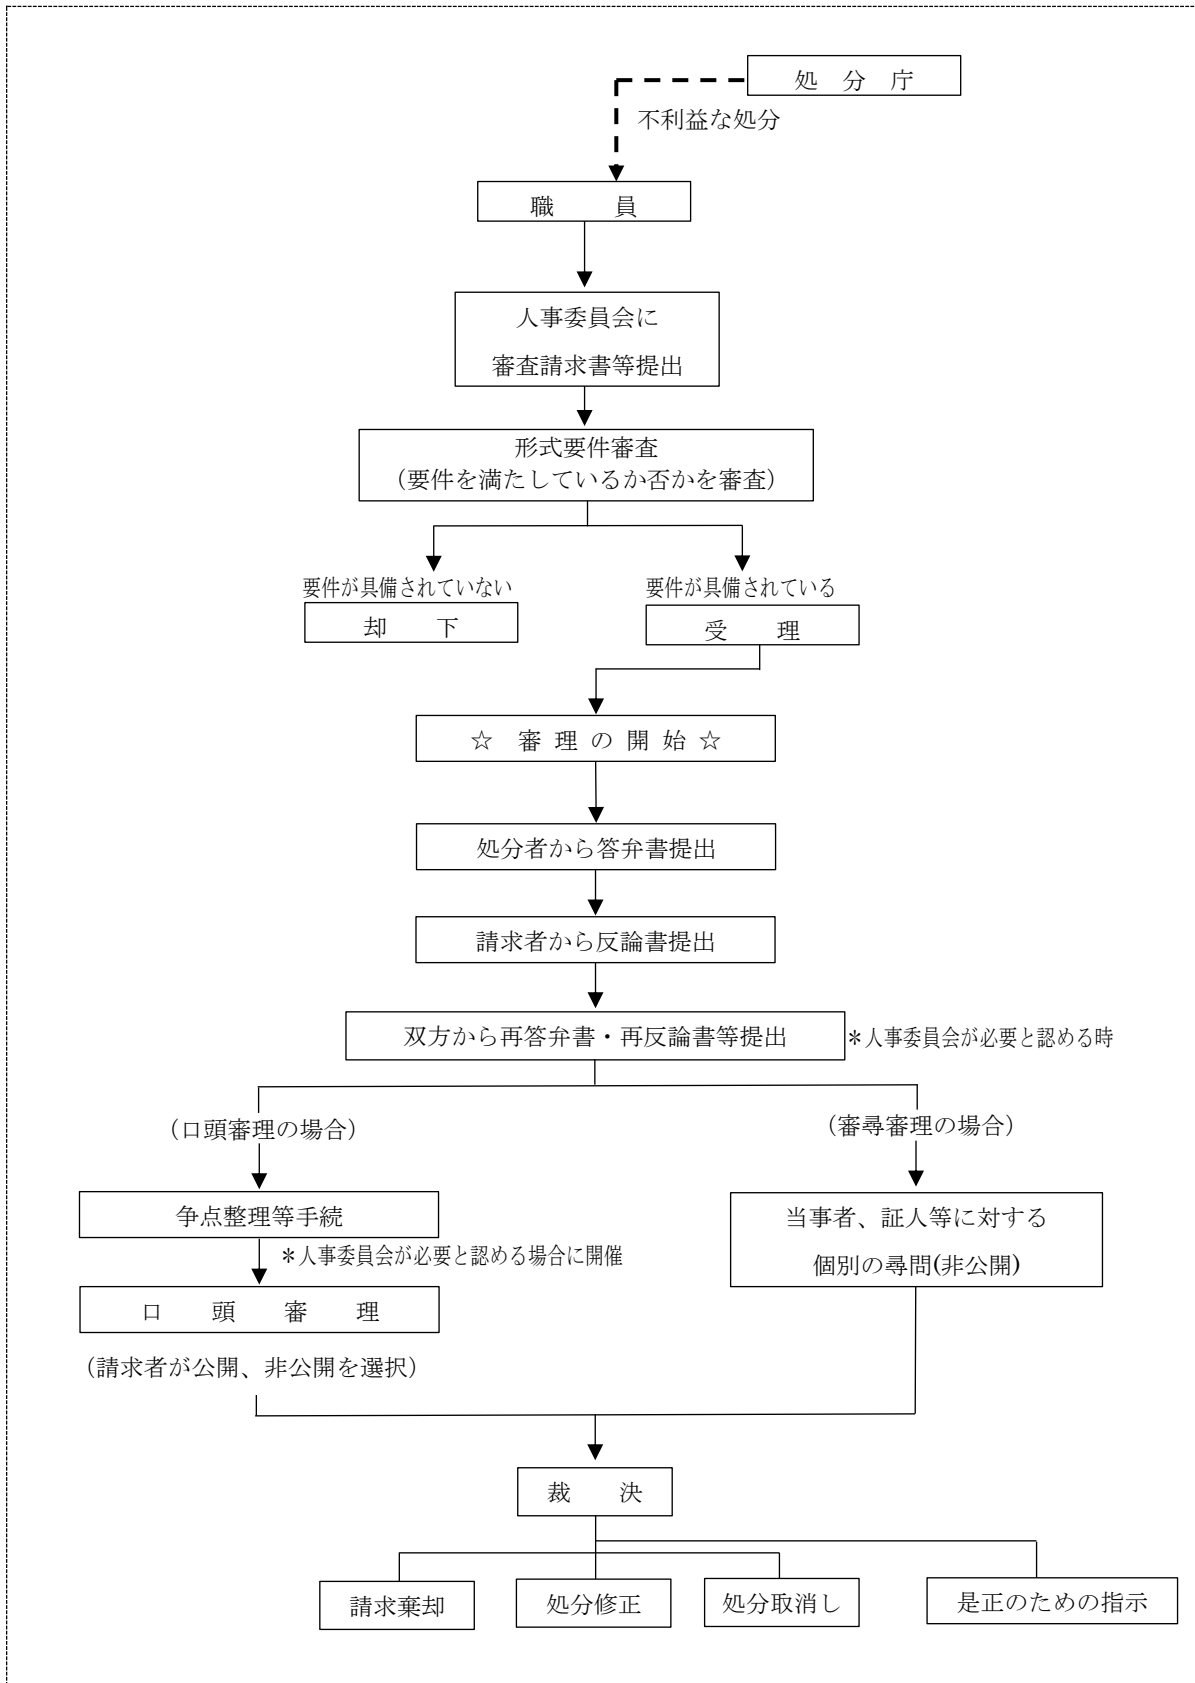 処　分　庁
不利益な処分
職　　員
人事委員会に
審査請求書等提出
形式要件審査
（要件を満たしているか否かを審査）
要件が具備されていない
却　　下
要件が具備されている
受　　理
☆　審 理 の 開 始 ☆
処分者から答弁書提出
請求者から反論書提出
双方から再答弁書・再反論書等提出
＊人事委員会が必要と認める時
（口頭審理の場合）
（審尋審理の場合）
争点整理等手続
＊人事委員会が必要と認める場合に開催
口　頭　審　理
（請求者が公開、非公開を選択）
当事者、証人等に対する
個別の尋問(非公開)
裁　　決
請求棄却
処分修正
処分取消し
是正のための指示